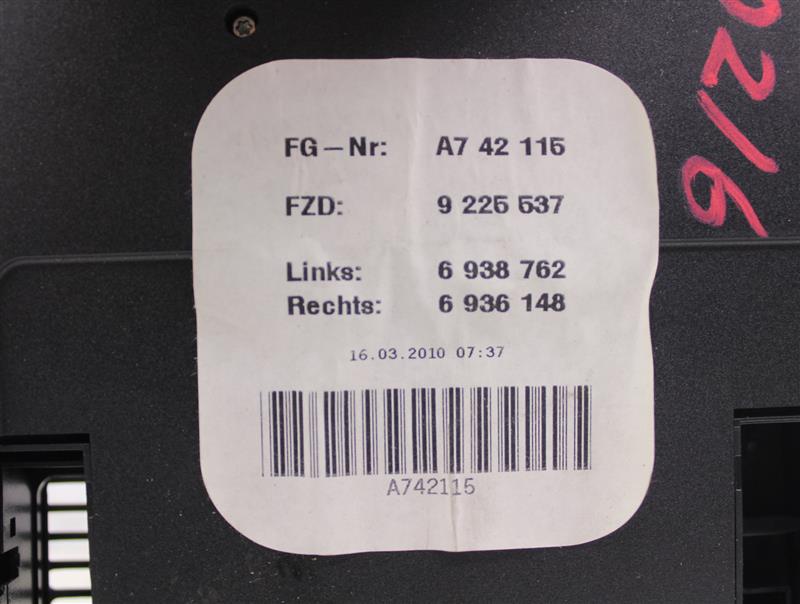 FG-Nr: A7 42 115
FZD: 9 225 537
Links: 6 938 762
Rechts: 6 936 148
16.03.2010 07:37
A742115
0216